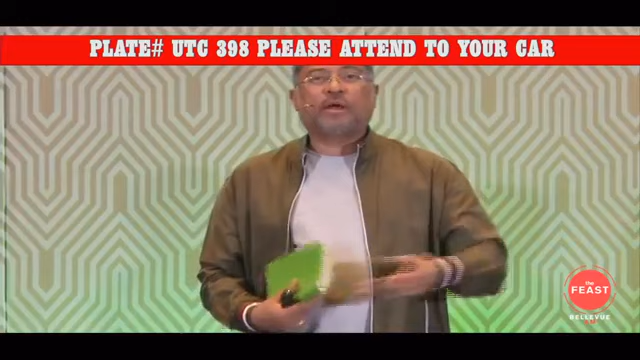 PLATE# UTC 398 PLEASE ATTEND TO YOUR CAR
the
FEAST
BELLEVUE